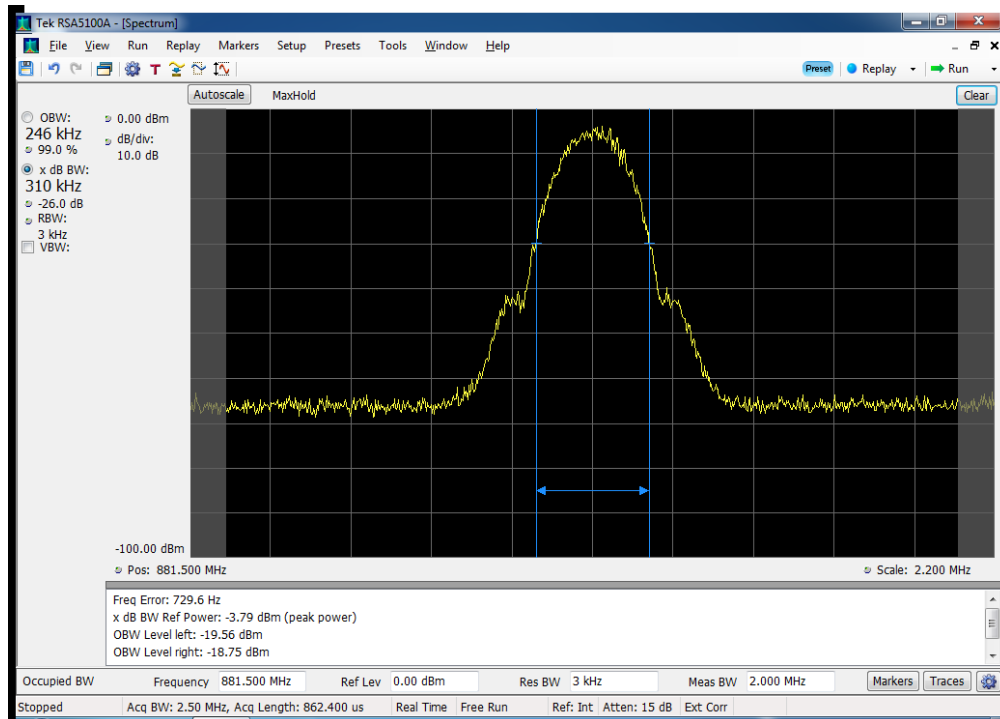 Tek RSA5100A - [Spectrum]
File View Run Replay Markers Setup Presets Tools Window Help
T Preset Replay Run
Autoscale MaxHold Clear
OBW:
246 kHz
99.0 %
x dB BW:
310 kHz
-26.0 dB
RBW:
3 kHz
VBW:
0.00 dBm
dB/div:
10.0 dB
-100.00 dBm
Pos: 881.500 MHz Scale: 2.200 MHz
Freq Error: 729.6 Hz
x dB BW Ref Power: -3.79 dBm (peak power)
OBW Level left: -19.56 dBm
OBW Level right: -18.75 dBm
Occupied BW Frequency 881.500 MHz Ref Lev 0.00 dBm Res BW 3 kHz Meas BW 2.000 MHz Markers Traces
Stopped Acq BW: 2.50 MHz, Acq Length: 862.400 us Real Time Free Run Ref: Int Atten: 15 dB Ext Corr